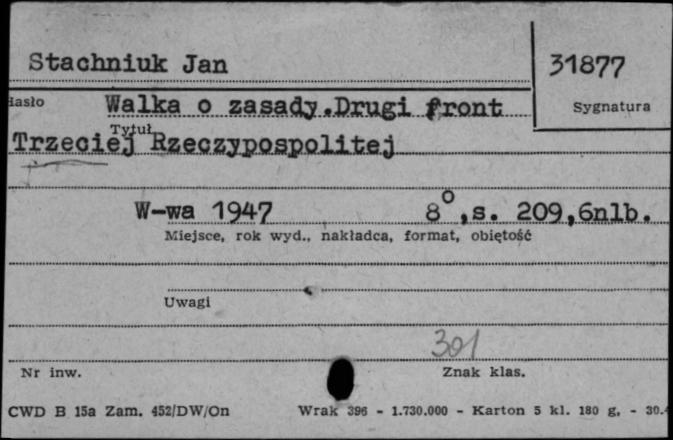 Stachniuk Jan
31877
Hasło Walka o zasady.Drugi front Sygnatura
Tytuł
Trzeciej Rzeczypospolitej
W-wa 1947 8°,s. 209,6nlb.
Miejsce, rok wyd., nakładca, format, obiętość
Uwagi
301
Nr inw. Znak klas.
CWD B 15a Zam. 452/DW/On Wrak 396 - 1.730.000 - Karton 5 kl. 180 g, - 30.